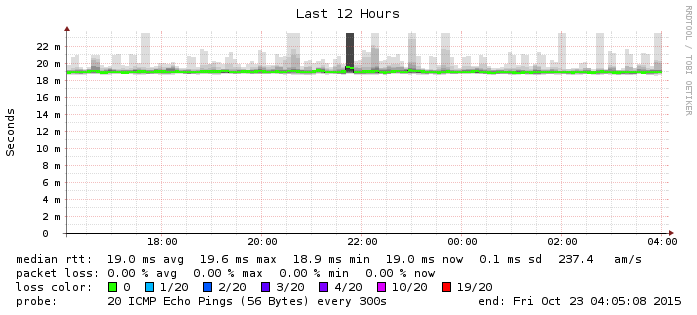 Last 12 Hours
RRDTOOL / TOBI OETIKER
Seconds
22 m
20 m
18 m
16 m
14 m
12 m
10 m
8 m
6 m
4 m
2 m
0
18:00 20:00 22:00 00:00 02:00 04:00
median rtt: 19.0 ms avg 19.6 ms max 18.9 ms min 19.0 ms now 0.1 ms sd 237.4 am/s
packet loss: 0.00 % avg 0.00 % max 0.00 % min 0.00 % now
loss color: 0 1/20 2/20 3/20 4/20 10/20 19/20
probe: 20 ICMP Echo Pings (56 Bytes) every 300s end: Fri Oct 23 04:05:08 2015